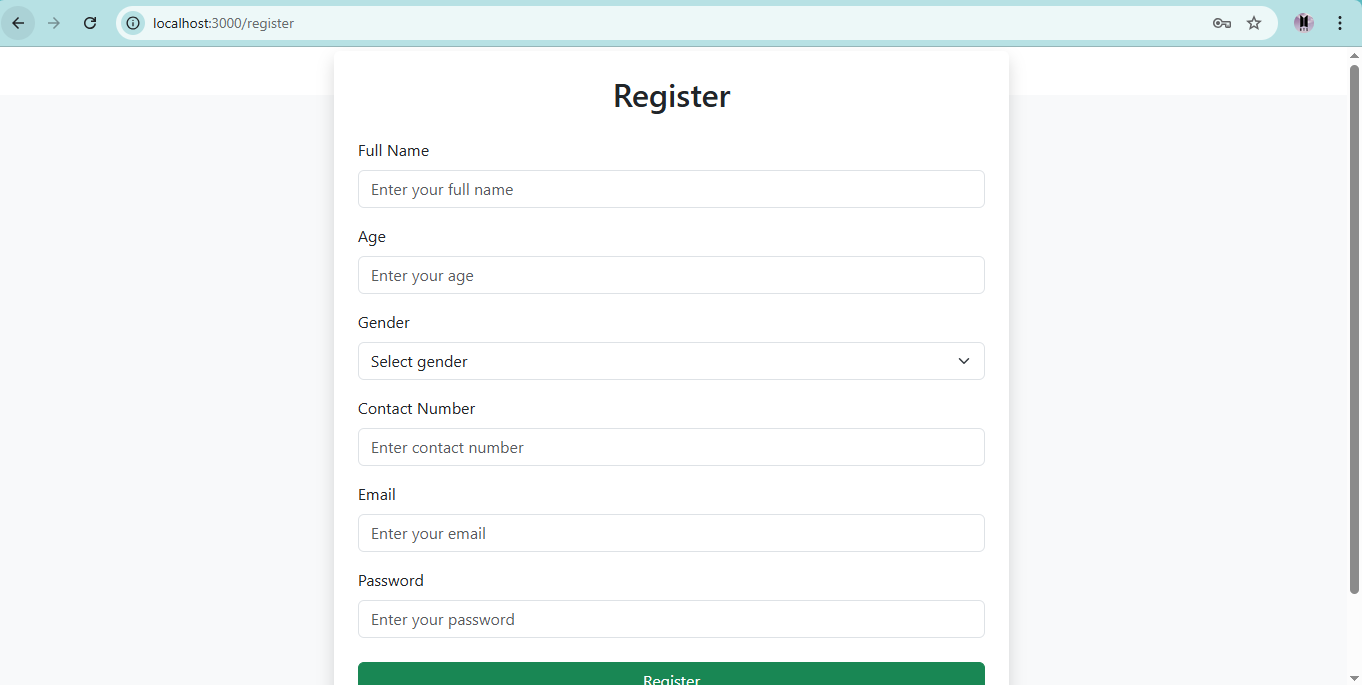 localhost:3000/register
Register
Full Name
Enter your full name
Age
Enter your age
Gender
Select gender
Contact Number
Enter contact number
Email
Enter your email
Password
Enter your password
Register